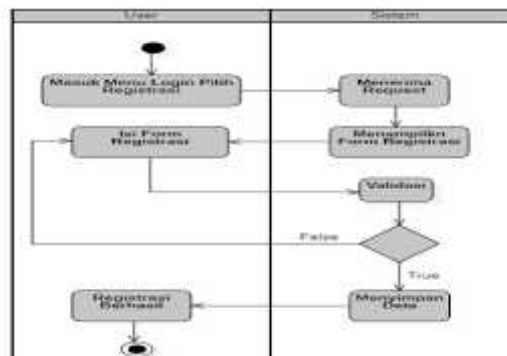 User
Sistem
Masuk Menu Login Pilih
Registrasi
Menerima
Request
Isi Form
Registrasi
Menampilkn
Form Registrasi
Validasi
False
True
Registrasi
Berhasil
Menyimpan
Data